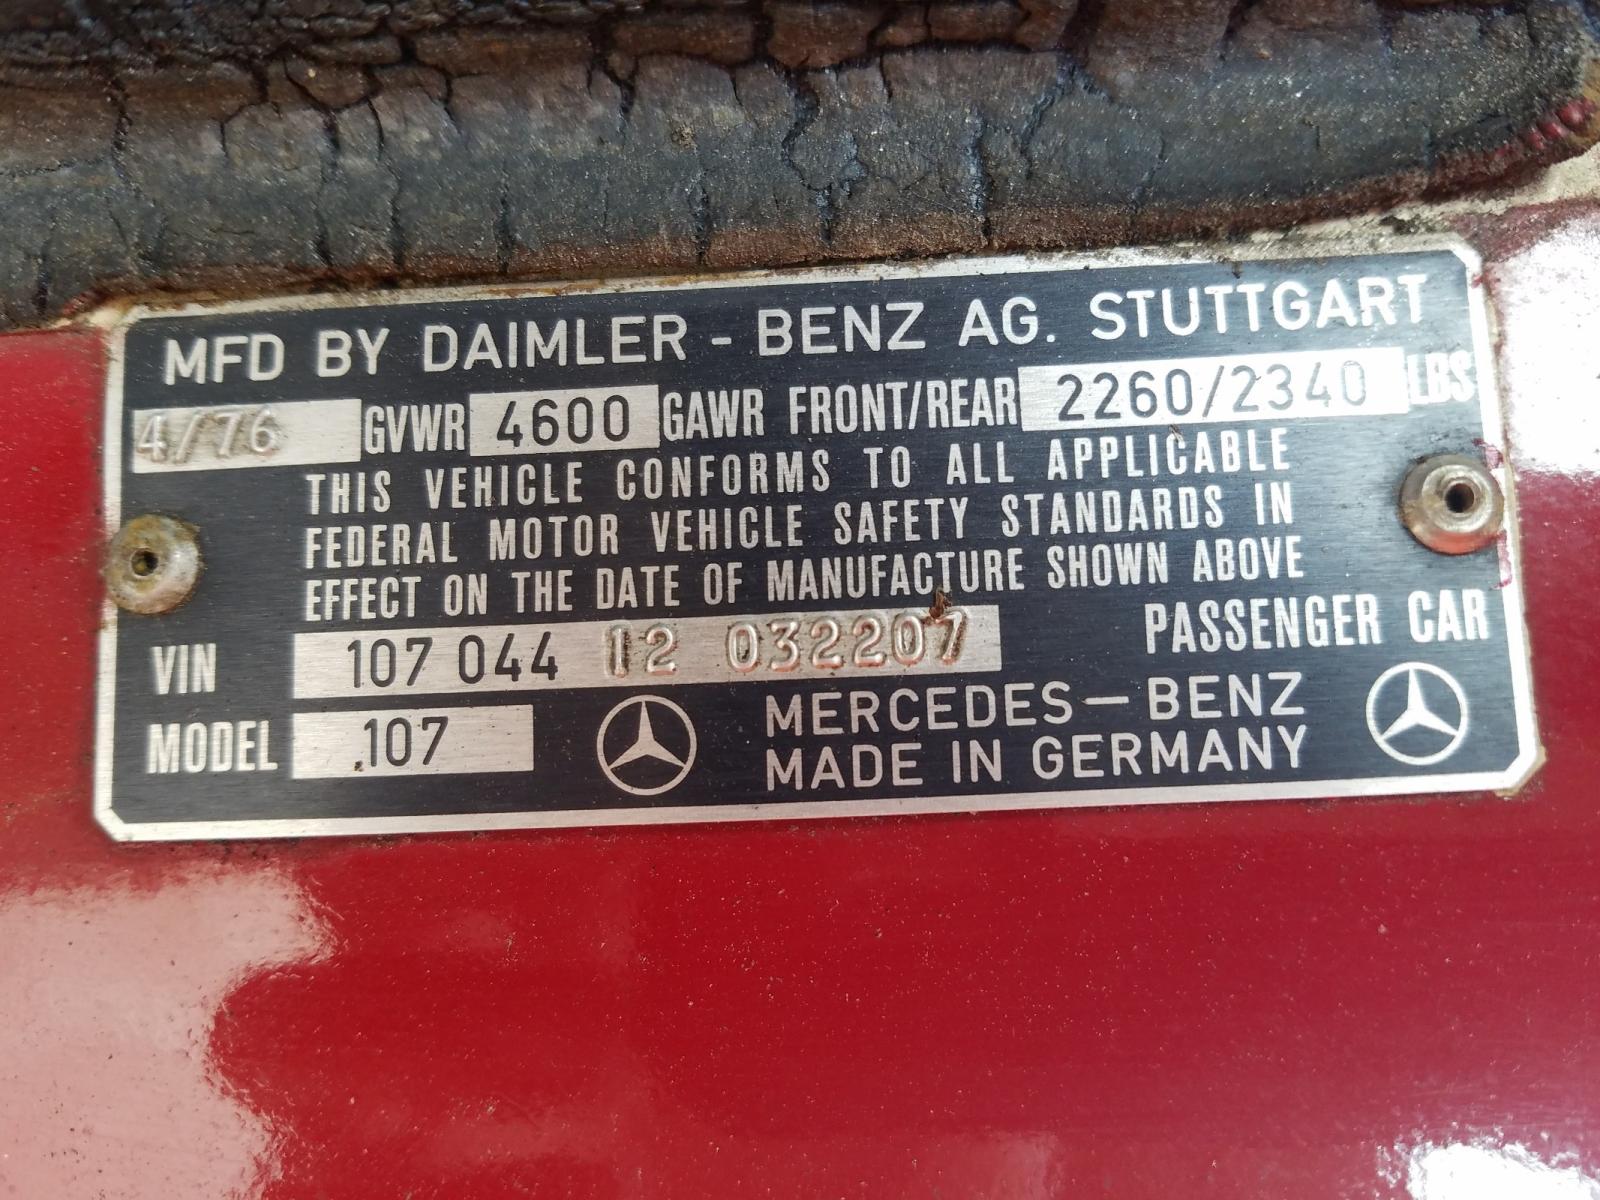 MFD BY DAIMLER - BENZ AG. STUTTGART
4/76 GVWR 4600 GAWR FRONT/REAR 2260/2340 LBS
THIS VEHICLE CONFORMS TO ALL APPLICABLE
FEDERAL MOTOR VEHICLE SAFETY STANDARDS IN
EFFECT ON THE DATE OF MANUFACTURE SHOWN ABOVE
VIN 107 044 12 032207 PASSENGER CAR
MODEL .107 MERCEDES-BENZ
MADE IN GERMANY